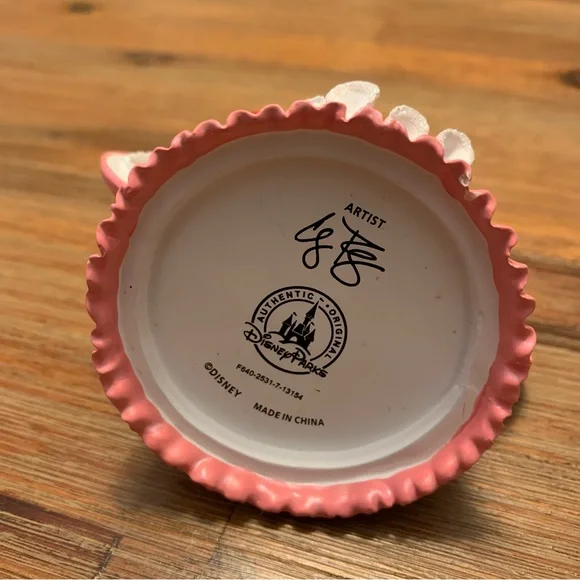 ARTIST
AUTHENTIC ORIGINAL
Disney Parks
F640-2531-7-13154
©DISNEY MADE IN CHINA